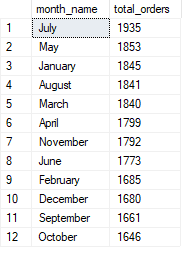 month_name total_orders
1 July 1935
2 May 1853
3 January 1845
4 August 1841
5 March 1840
6 April 1799
7 November 1792
8 June 1773
9 February 1685
10 December 1680
11 September 1661
12 October 1646